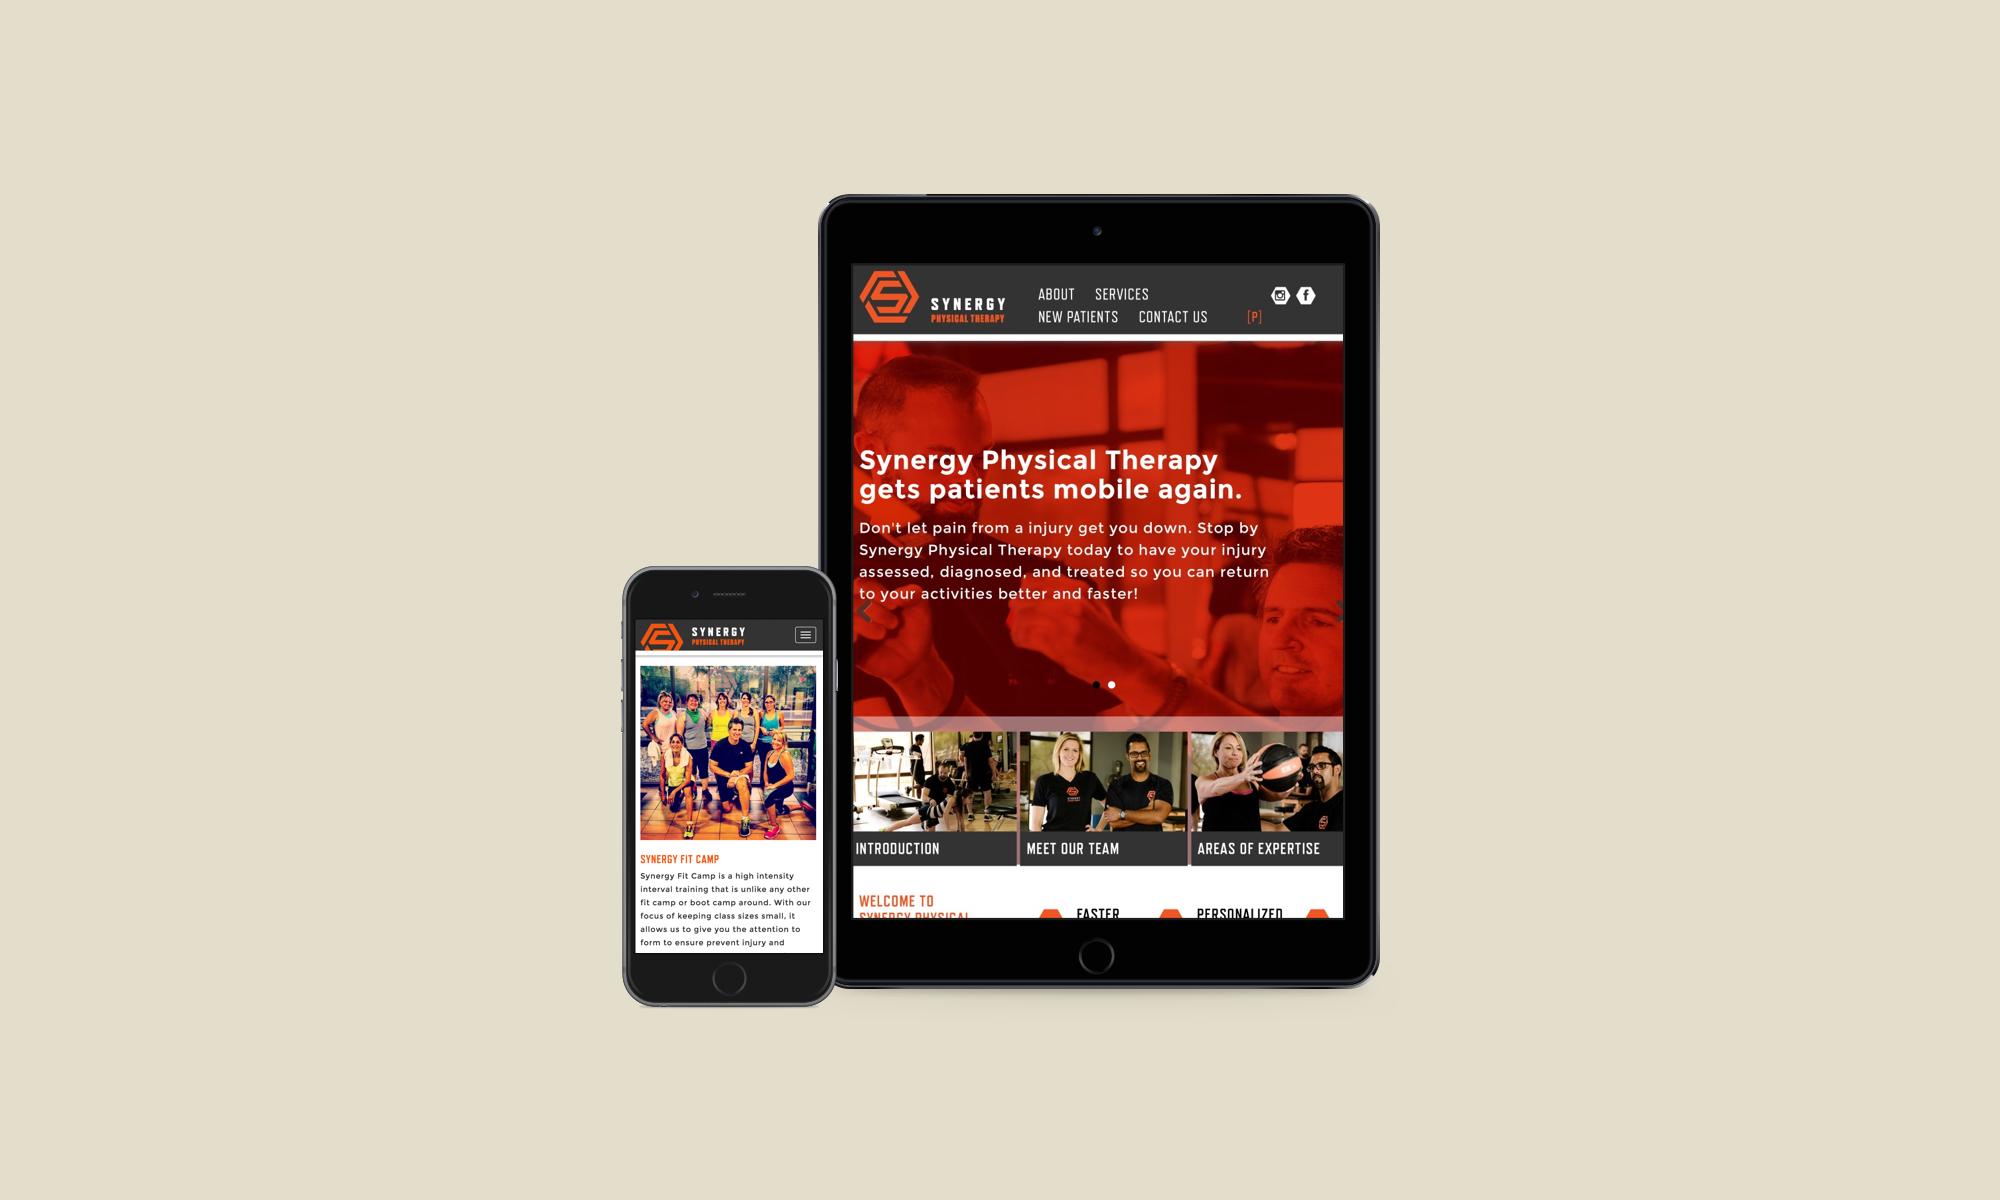 SYNERGY
PHYSICAL THERAPY
ABOUT SERVICES
NEW PATIENTS CONTACT US
[P]
Synergy Physical Therapy
gets patients mobile again.
Don't let pain from a injury get you down. Stop by
Synergy Physical Therapy today to have your injury
assessed, diagnosed, and treated so you can return
to your activities better and faster!
INTRODUCTION
MEET OUR TEAM
AREAS OF EXPERTISE
WELCOME TO
SYNERGY PHYSICAL
FASTER
PERSONALIZED
SYNERGY
PHYSICAL THERAPY
SYNERGY FIT CAMP
Synergy Fit Camp is a high intensity
interval training that is unlike any other
fit camp or boot camp around. With our
focus of keeping class sizes small, it
allows us to give you the attention to
form to ensure prevent injury and